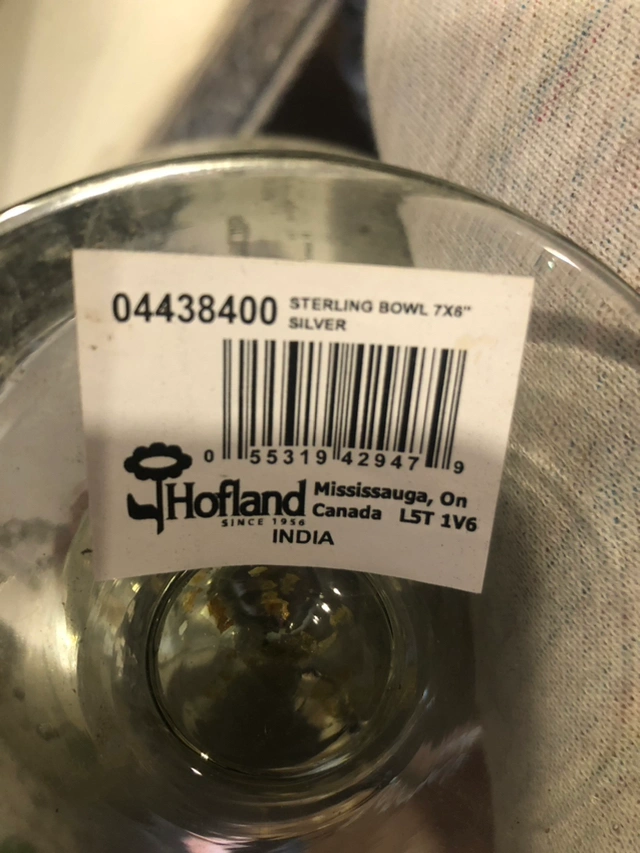 04438400 STERLING BOWL 7X6"
SILVER
0 55319 42947 9
Hofland Mississauga, On
SINCE 1956 Canada L5T 1V6
INDIA